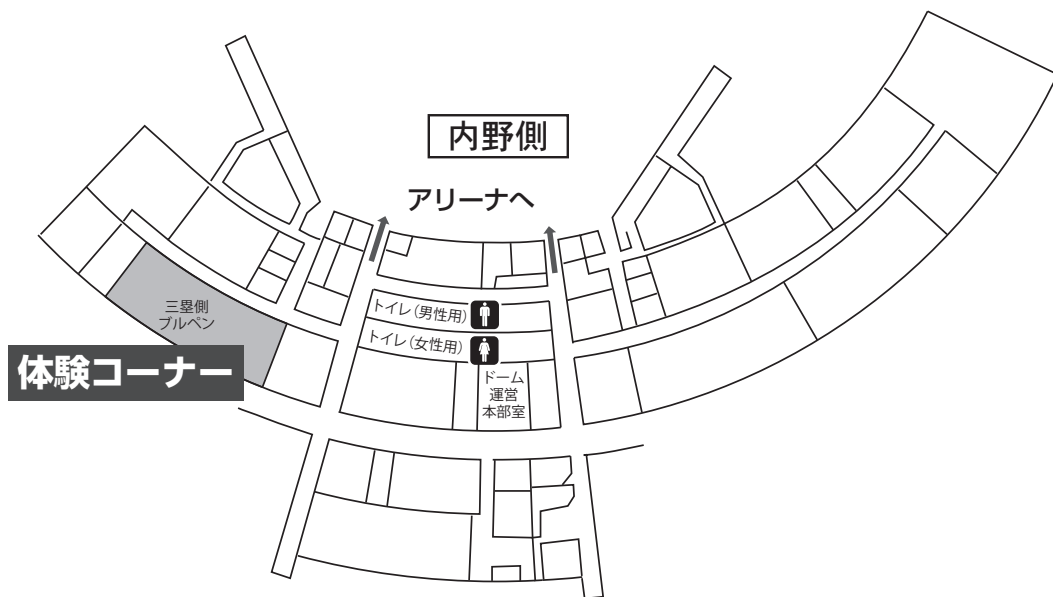 内野側
アリーナへ
トイレ（男性用）
トイレ（女性用）
三塁側
ブルペン
体験コーナー
ドーム
運営
本部室